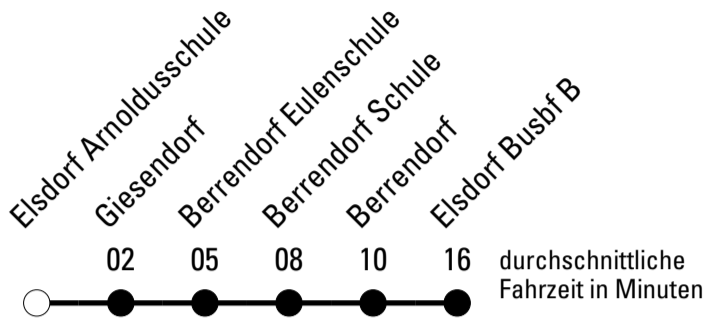 Elsdorf Arnoldusschule
Giesendorf
Berrendorf Eulenschule
Berrendorf Schule
Berrendorf
Elsdorf Busbf B
02 05 08 10 16
durchschnittliche
Fahrzeit in Minuten